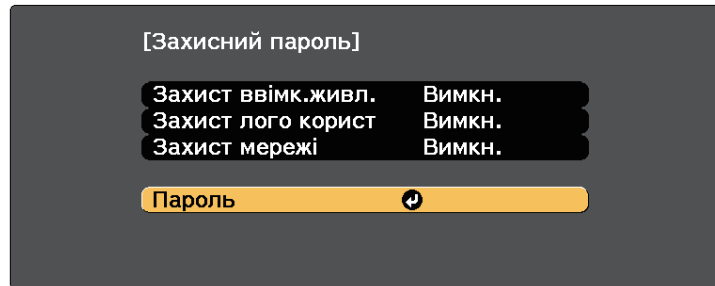 [Захисний пароль]
Захист ввімк.живл. Вимкн.
Захист лого корист Вимкн.
Захист мережі Вимкн.
Пароль